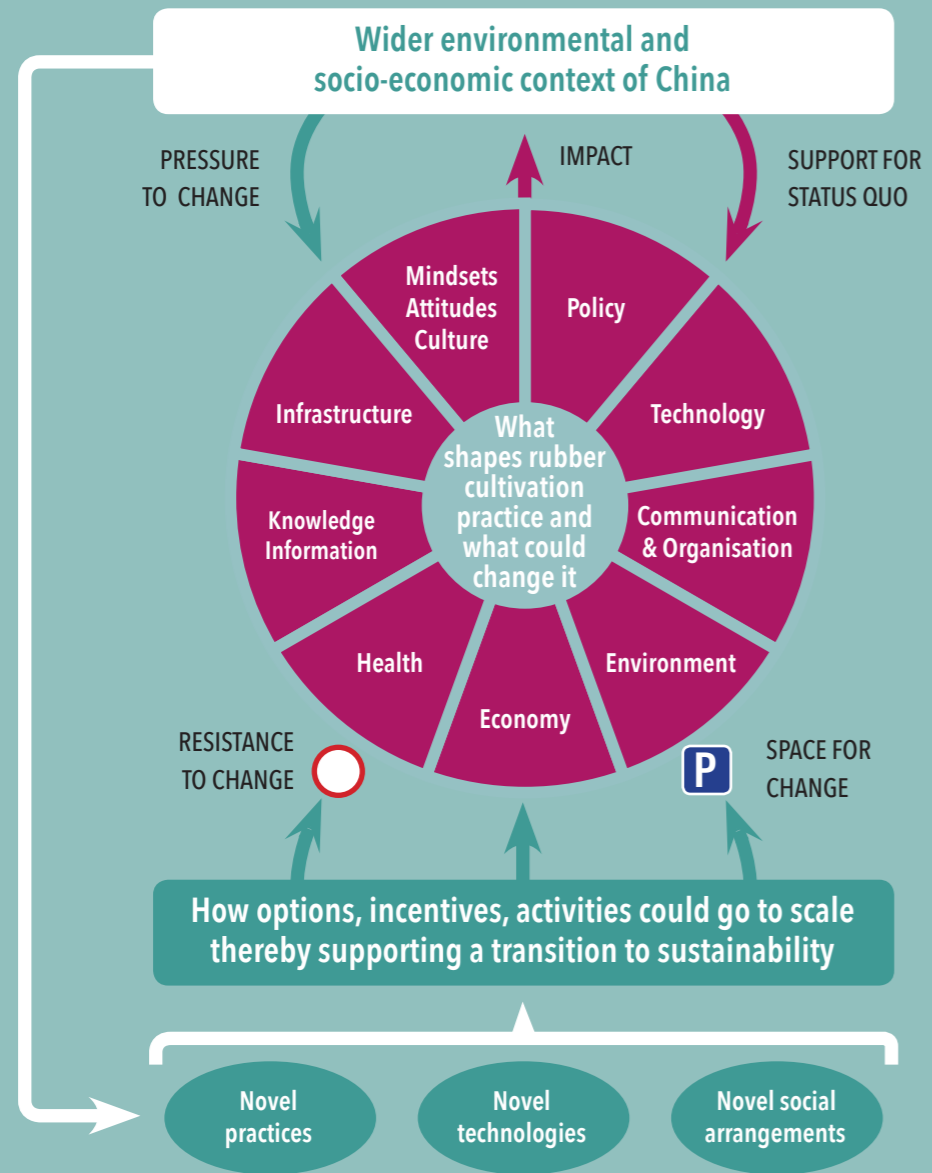 Wider environmental and
socio-economic context of China
PRESSURE
TO CHANGE
IMPACT
SUPPORT FOR
STATUS QUO
Mindsets
Attitudes
Culture
Policy
Infrastructure
Technology
What
shapes rubber
cultivation
practice and
what could
change it
Knowledge
Information
Communication
& Organisation
Health
Environment
Economy
RESISTANCE
TO CHANGE
P
SPACE FOR
CHANGE
How options, incentives, activities could go to scale
thereby supporting a transition to sustainability
Novel
practices
Novel
technologies
Novel social
arrangements